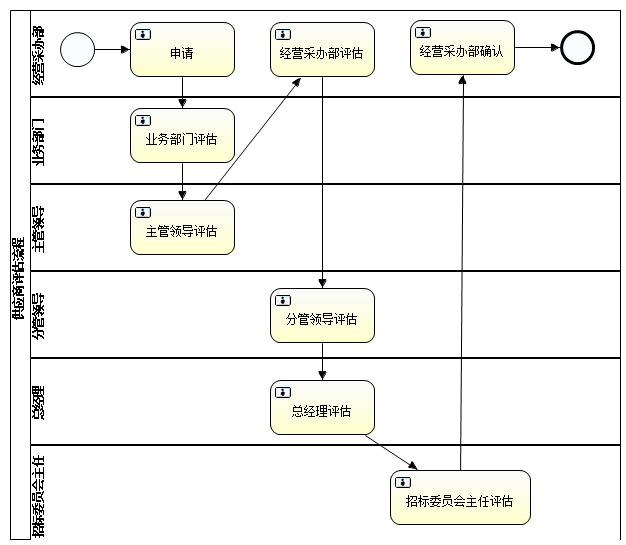 供应商评估流程
经营采办部
申请
经营采办部评估
经营采办部确认
业务部门
业务部门评估
主管领导
主管领导评估
分管领导
分管领导评估
总经理
总经理评估
招标委员会主任
招标委员会主任评估